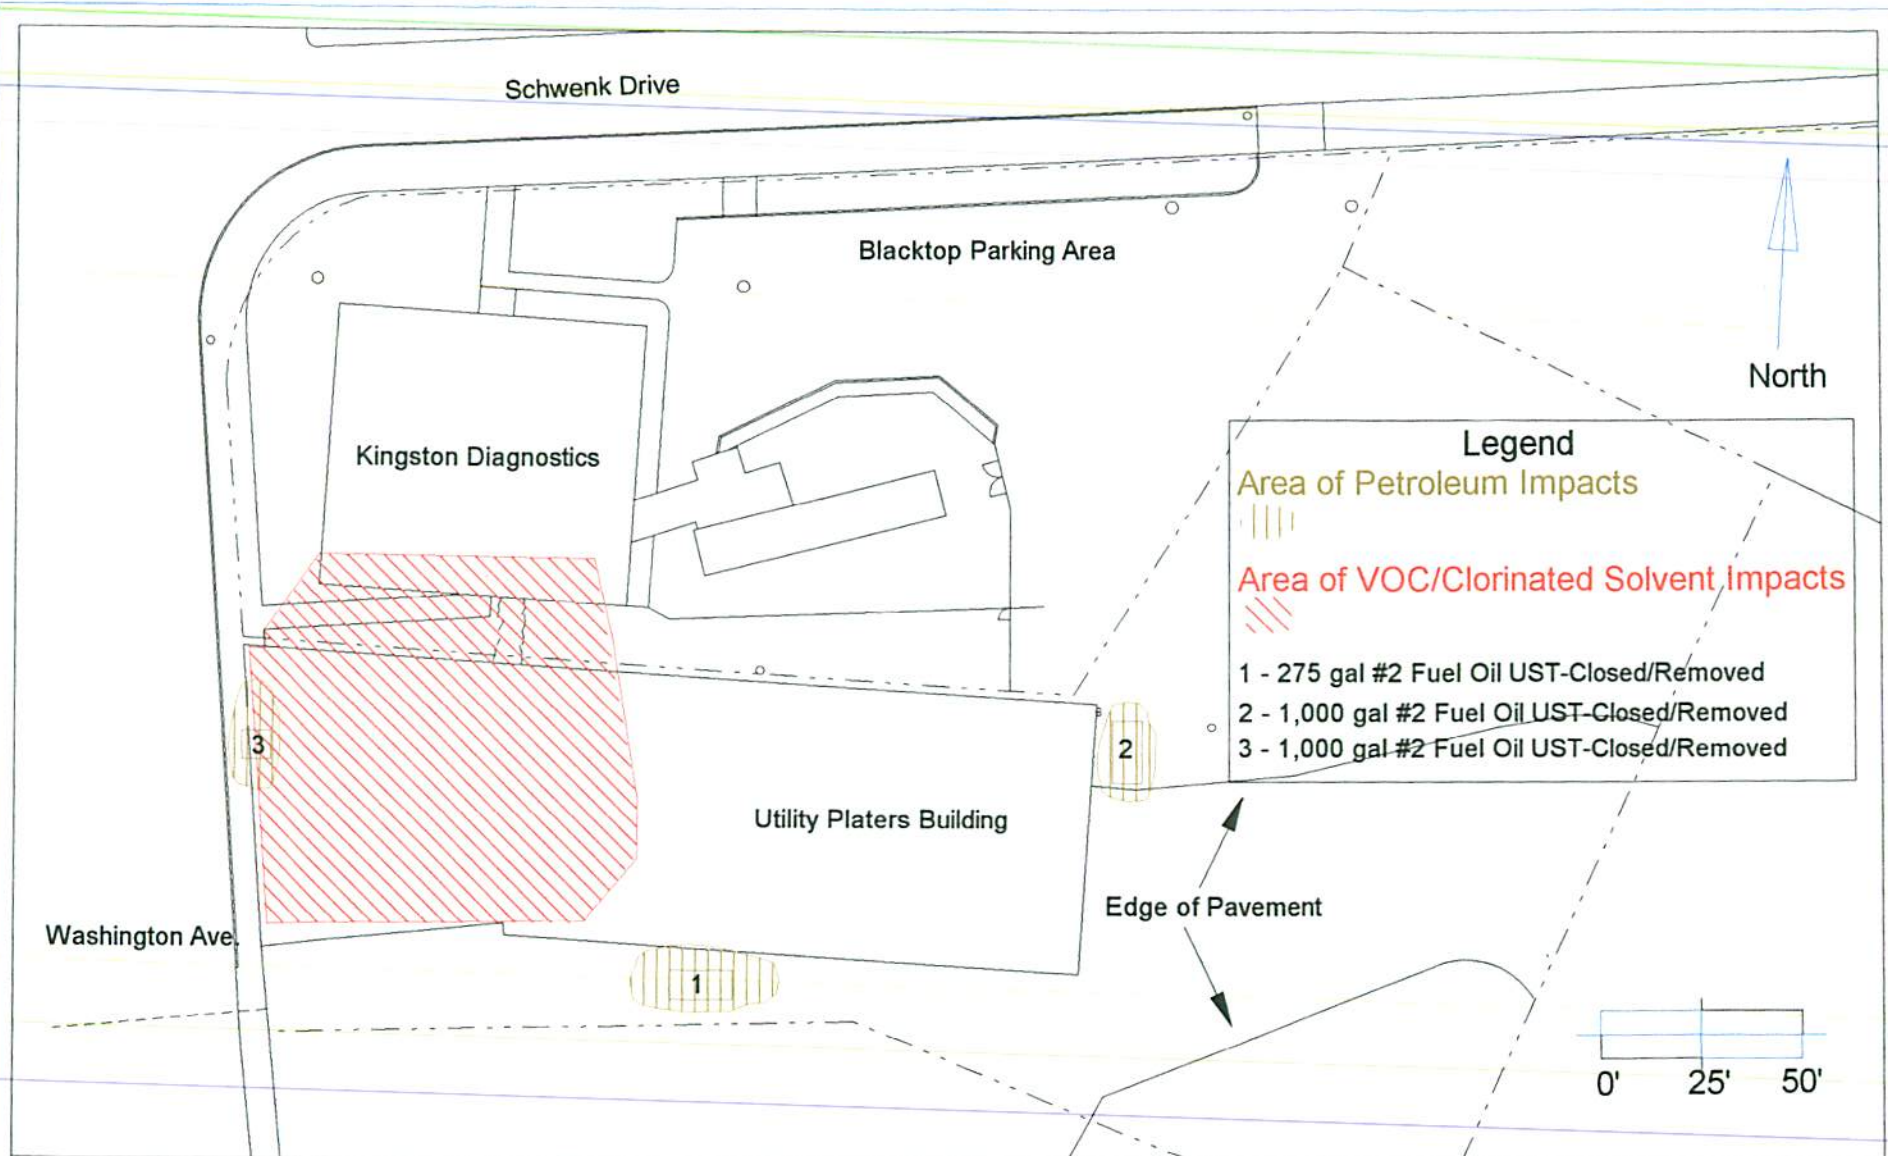 Schwenk Drive
Blacktop Parking Area
North
Kingston Diagnostics
Legend
Area of Petroleum Impacts
Area of VOC/Clorinated Solvent Impacts
1 - 275 gal #2 Fuel Oil UST-Closed/Removed
2 - 1,000 gal #2 Fuel Oil UST-Closed/Removed
3 - 1,000 gal #2 Fuel Oil UST-Closed/Removed
3
2
Utility Platers Building
Edge of Pavement
Washington Ave.
1
0' 25' 50'